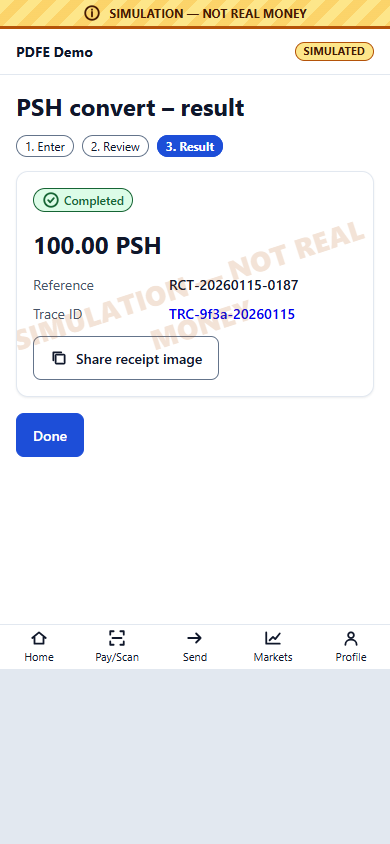 SIMULATION — NOT REAL MONEY
PDFE Demo
SIMULATED
PSH convert – result
1. Enter
2. Review
3. Result
Completed
100.00 PSH
Reference
RCT-20260115-0187
Trace ID
TRC-9f3a-20260115
SIMULATION — NOT REAL
MONEY
Share receipt image
Done
Home
Pay/Scan
Send
Markets
Profile